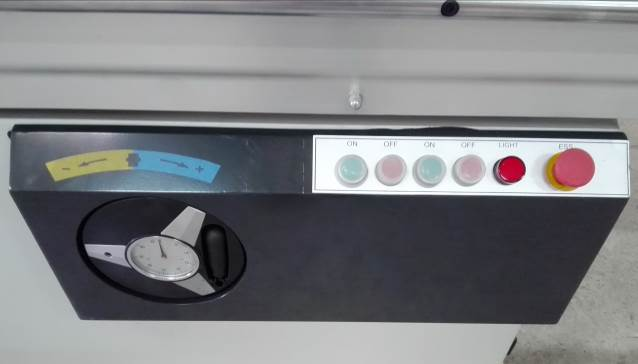 ON OFF ON OFF LIGHT ESS
- +